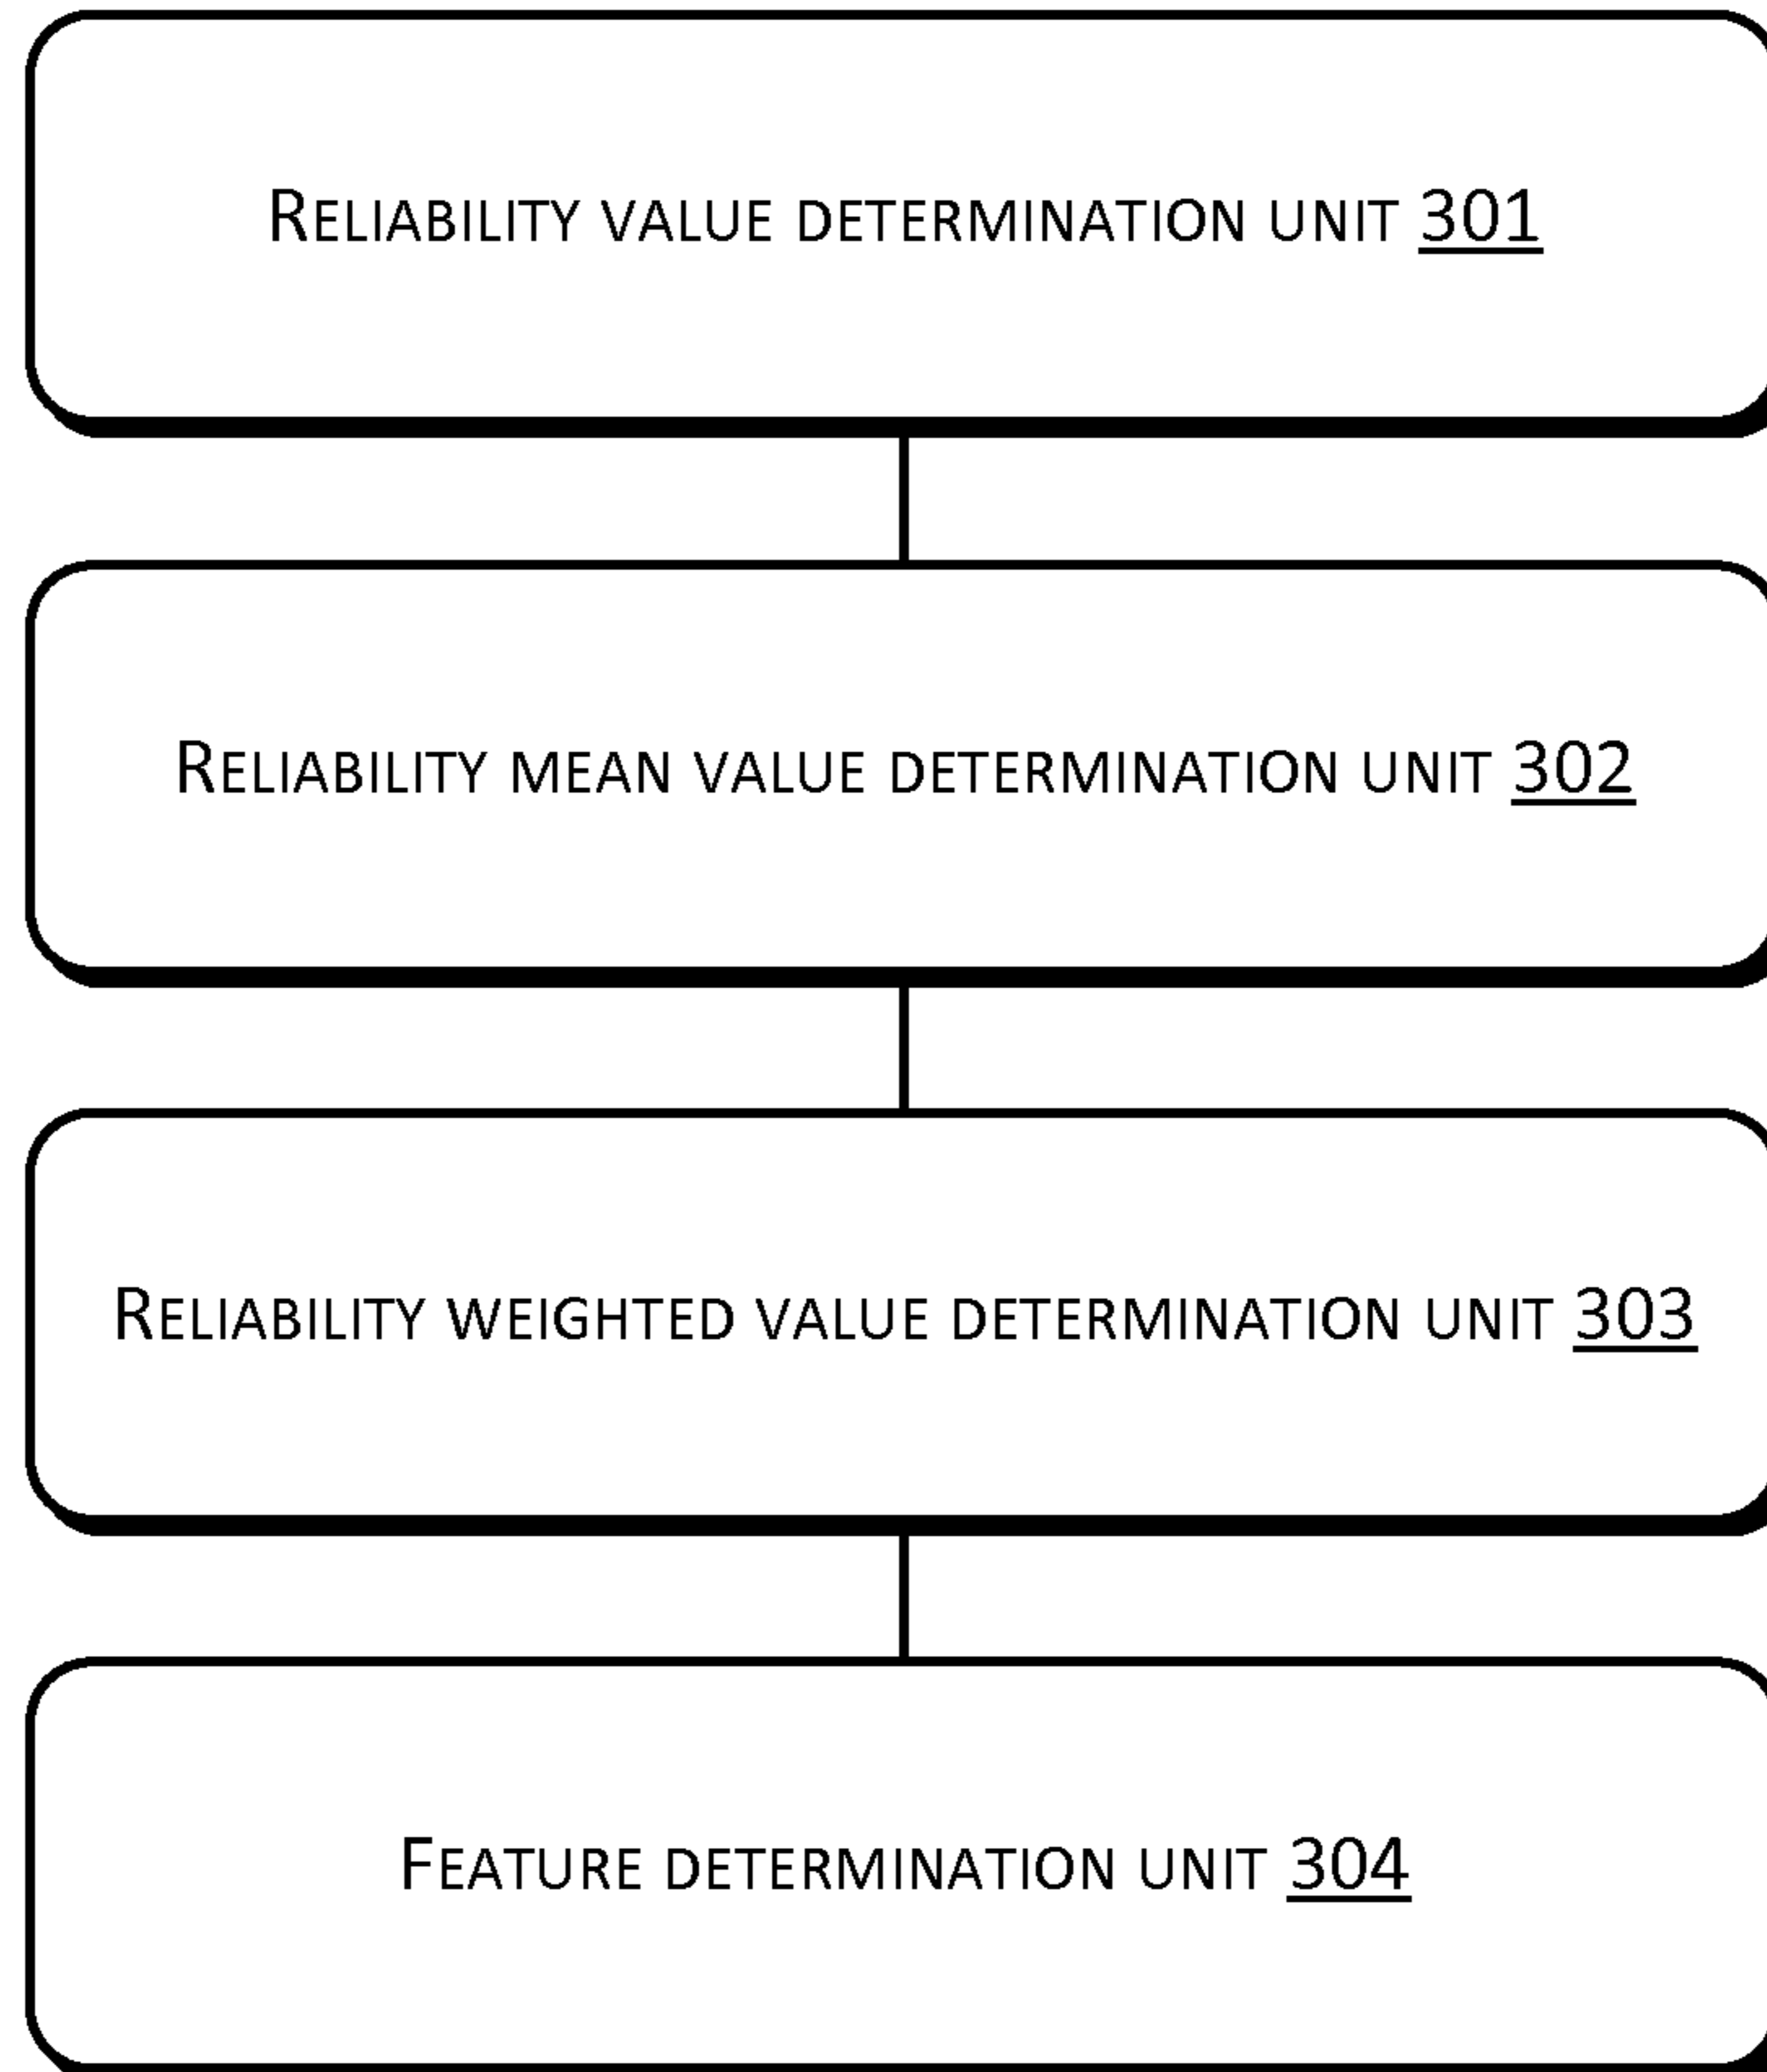 RELIABILITY VALUE DETERMINATION UNIT 301
RELIABILITY MEAN VALUE DETERMINATION UNIT 302
RELIABILITY WEIGHTED VALUE DETERMINATION UNIT 303
FEATURE DETERMINATION UNIT 304